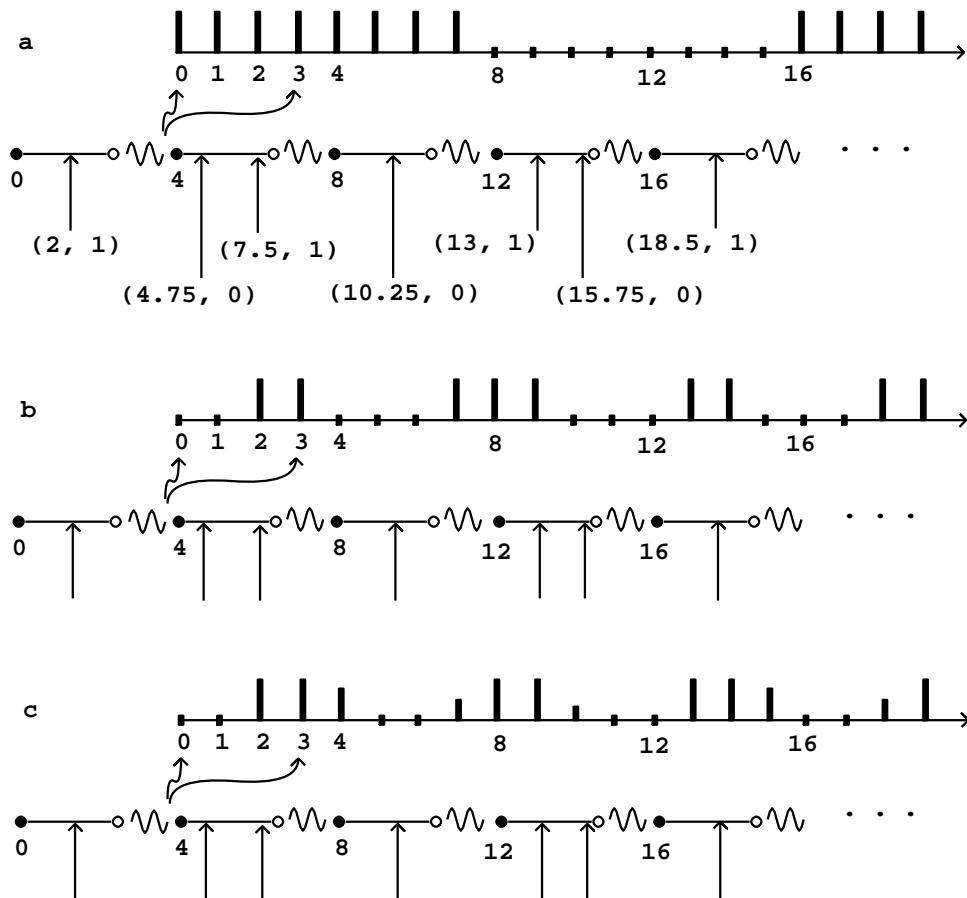 a
0 1 2 3 4 8 12 16
0 4 8 12 16 . . .
(2, 1) (7.5, 1) (13, 1) (18.5, 1)
(4.75, 0) (10.25, 0) (15.75, 0)
b
0 1 2 3 4 8 12 16
0 4 8 12 16 . . .
c
0 1 2 3 4 8 12 16
0 4 8 12 16 . . .